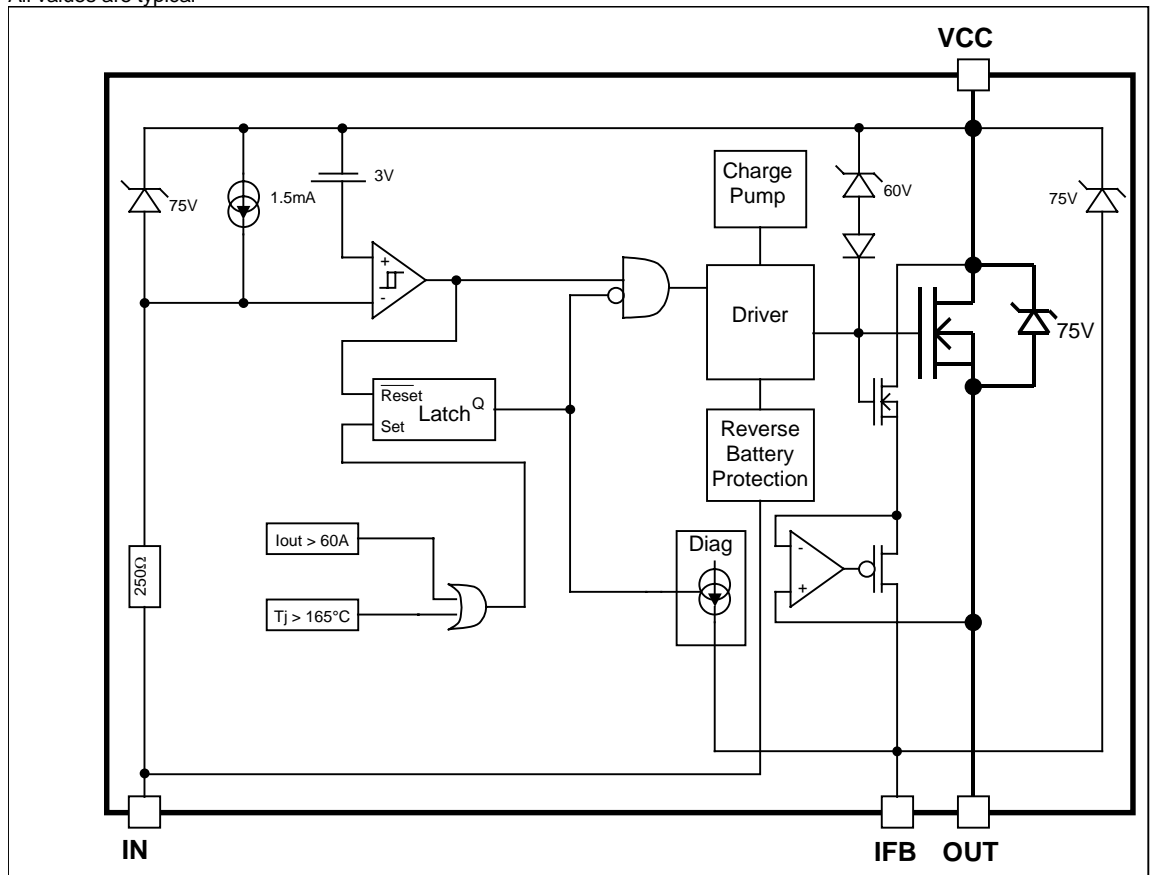 All values are typical
VCC
75V
1.5mA
3V
Charge
Pump
60V
75V
+
-
Driver
75V
Reset
Latch
Q
Set
Reverse
Battery
Protection
Iout > 60A
Diag
-
+
250Ω
Tj > 165°C
IN
IFB
OUT